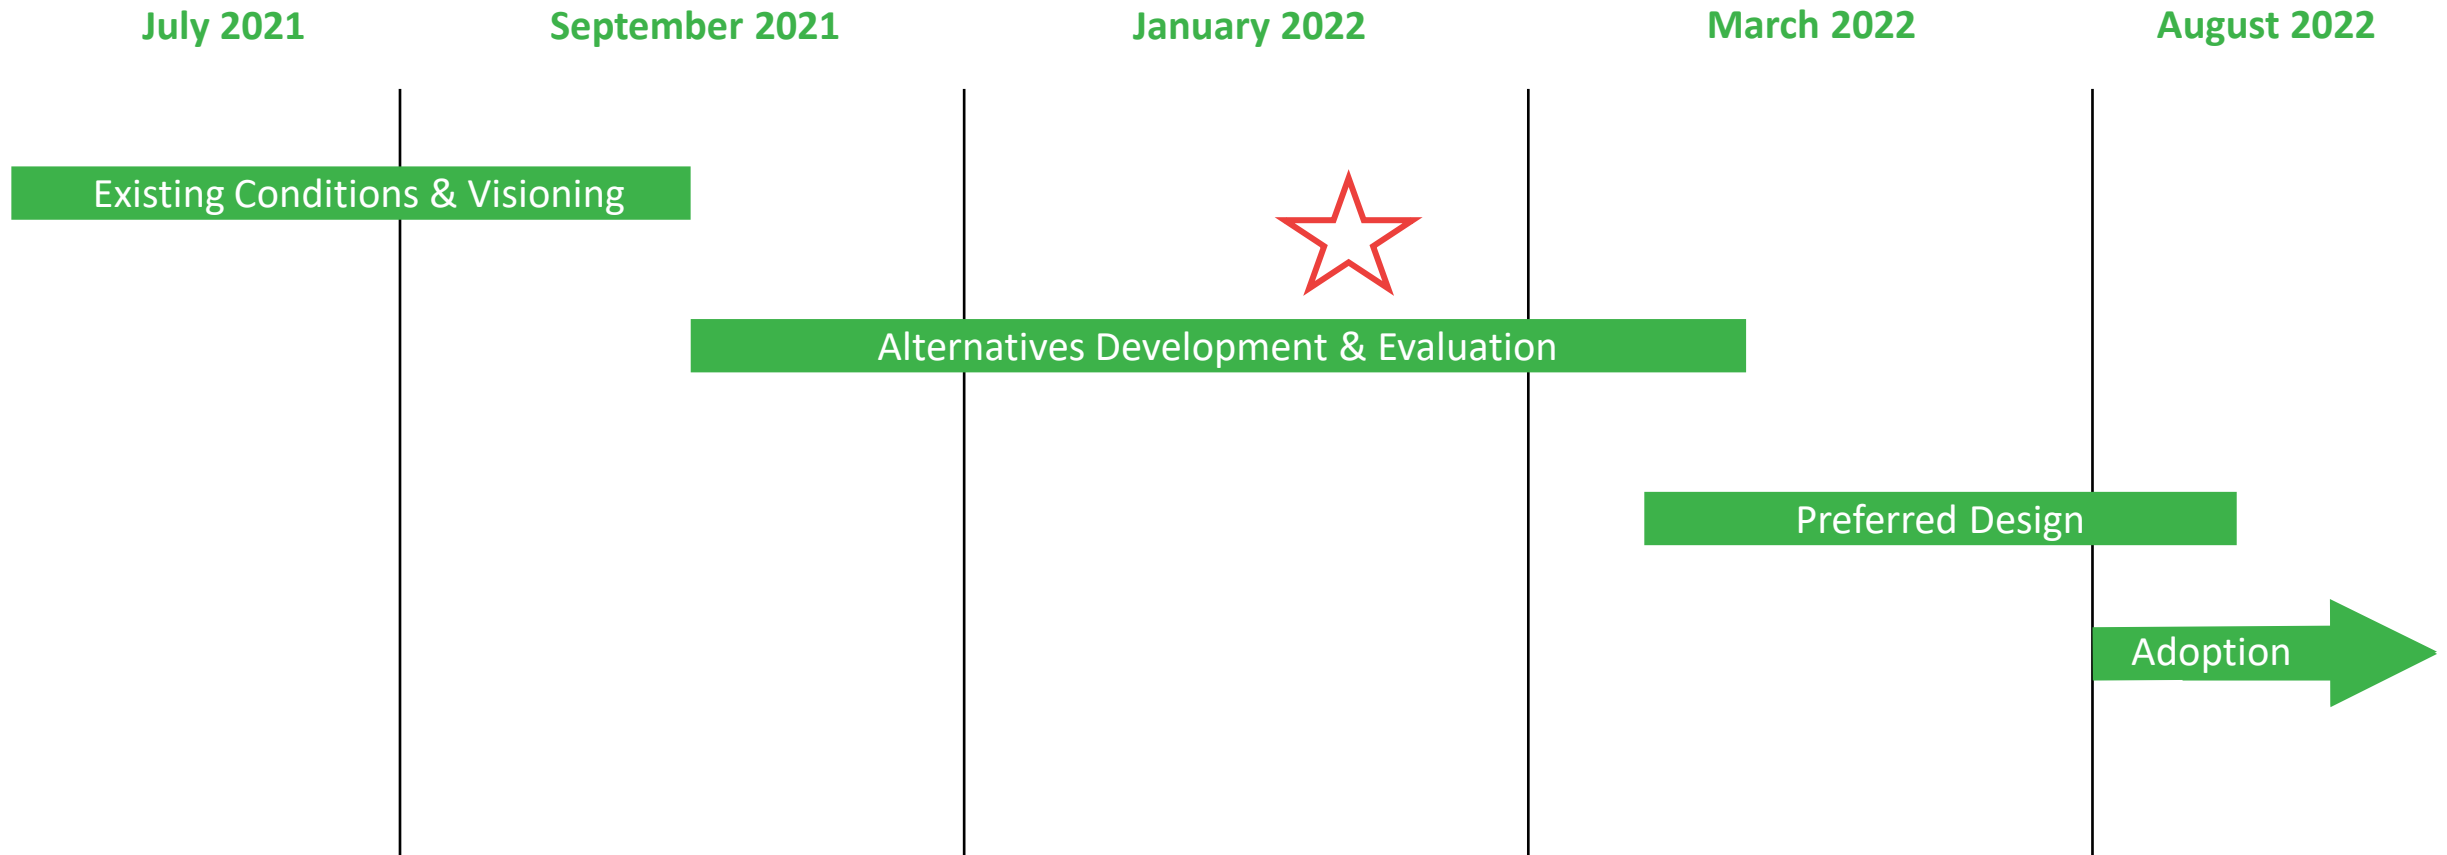 July 2021
September 2021
January 2022
March 2022
August 2022
Existing Conditions & Visioning
Alternatives Development & Evaluation
Preferred Design
Adoption